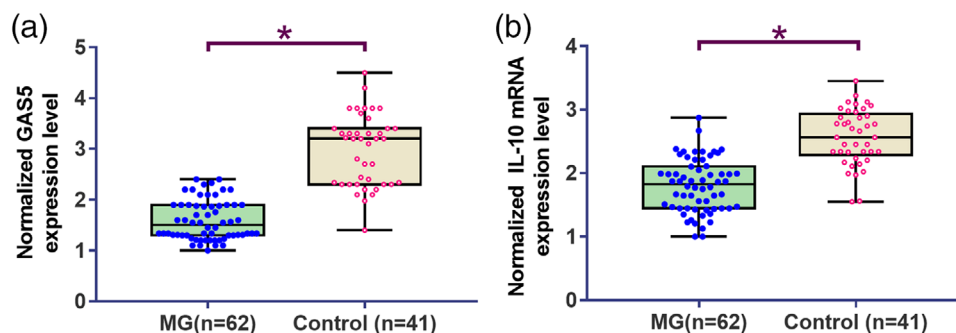 (a)
*
Normalized GAS5
expression level
5
4
3
2
1
0
MG(n=62) Control (n=41)
(b)
*
Normalized IL-10 mRNA
expression level
4
3
2
1
0
MG(n=62) Control (n=41)